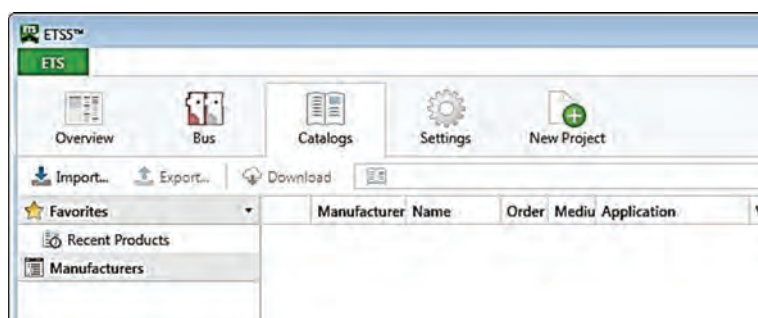 ETS5™
ETS
Overview Bus Catalogs Settings New Project
Import... Export... Download
Favorites Manufacturer Name Order Mediu Application V
Recent Products
Manufacturers